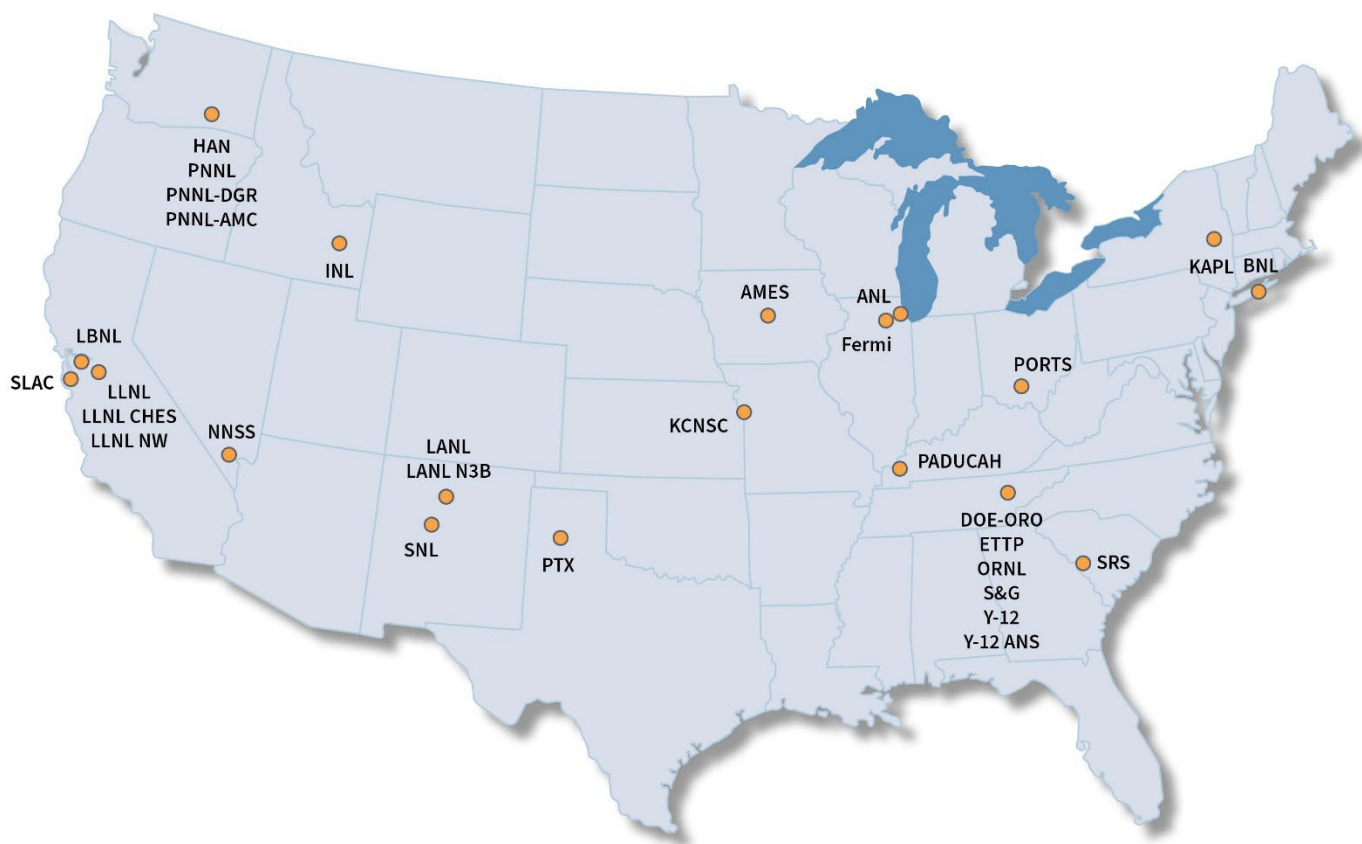 HAN
PNNL
PNNL-DGR
PNNL-AMC
INL
KAPL
BNL
AMES
ANL
Fermi
LBNL
SLAC
LLNL
LLNL CHES
LLNL NW
PORTS
KCNSC
NNSS
LANL
LANL N3B
SNL
PTX
PADUCAH
DOE-ORO
ETTP
ORNL
S&G
Y-12
Y-12 ANS
SRS